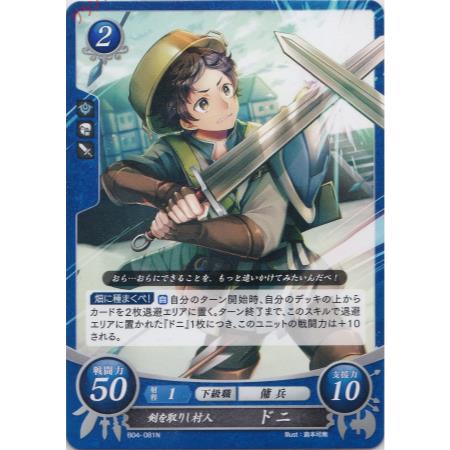 2
おら…おらにできることを、もっと追いかけてみたいんだべ!
畑に種まくべ! 自 自分のターン開始時、自分のデッキの上から
カードを2枚退避エリアに置く。ターン終了まで、このスキルで退避
エリアに置かれた『ドニ』1枚につき、このユニットの戦闘力は+10
される。
戦闘力 50
射程 1 下級職 傭兵
支援力 10
剣を取りし村人 ドニ
B04-081N